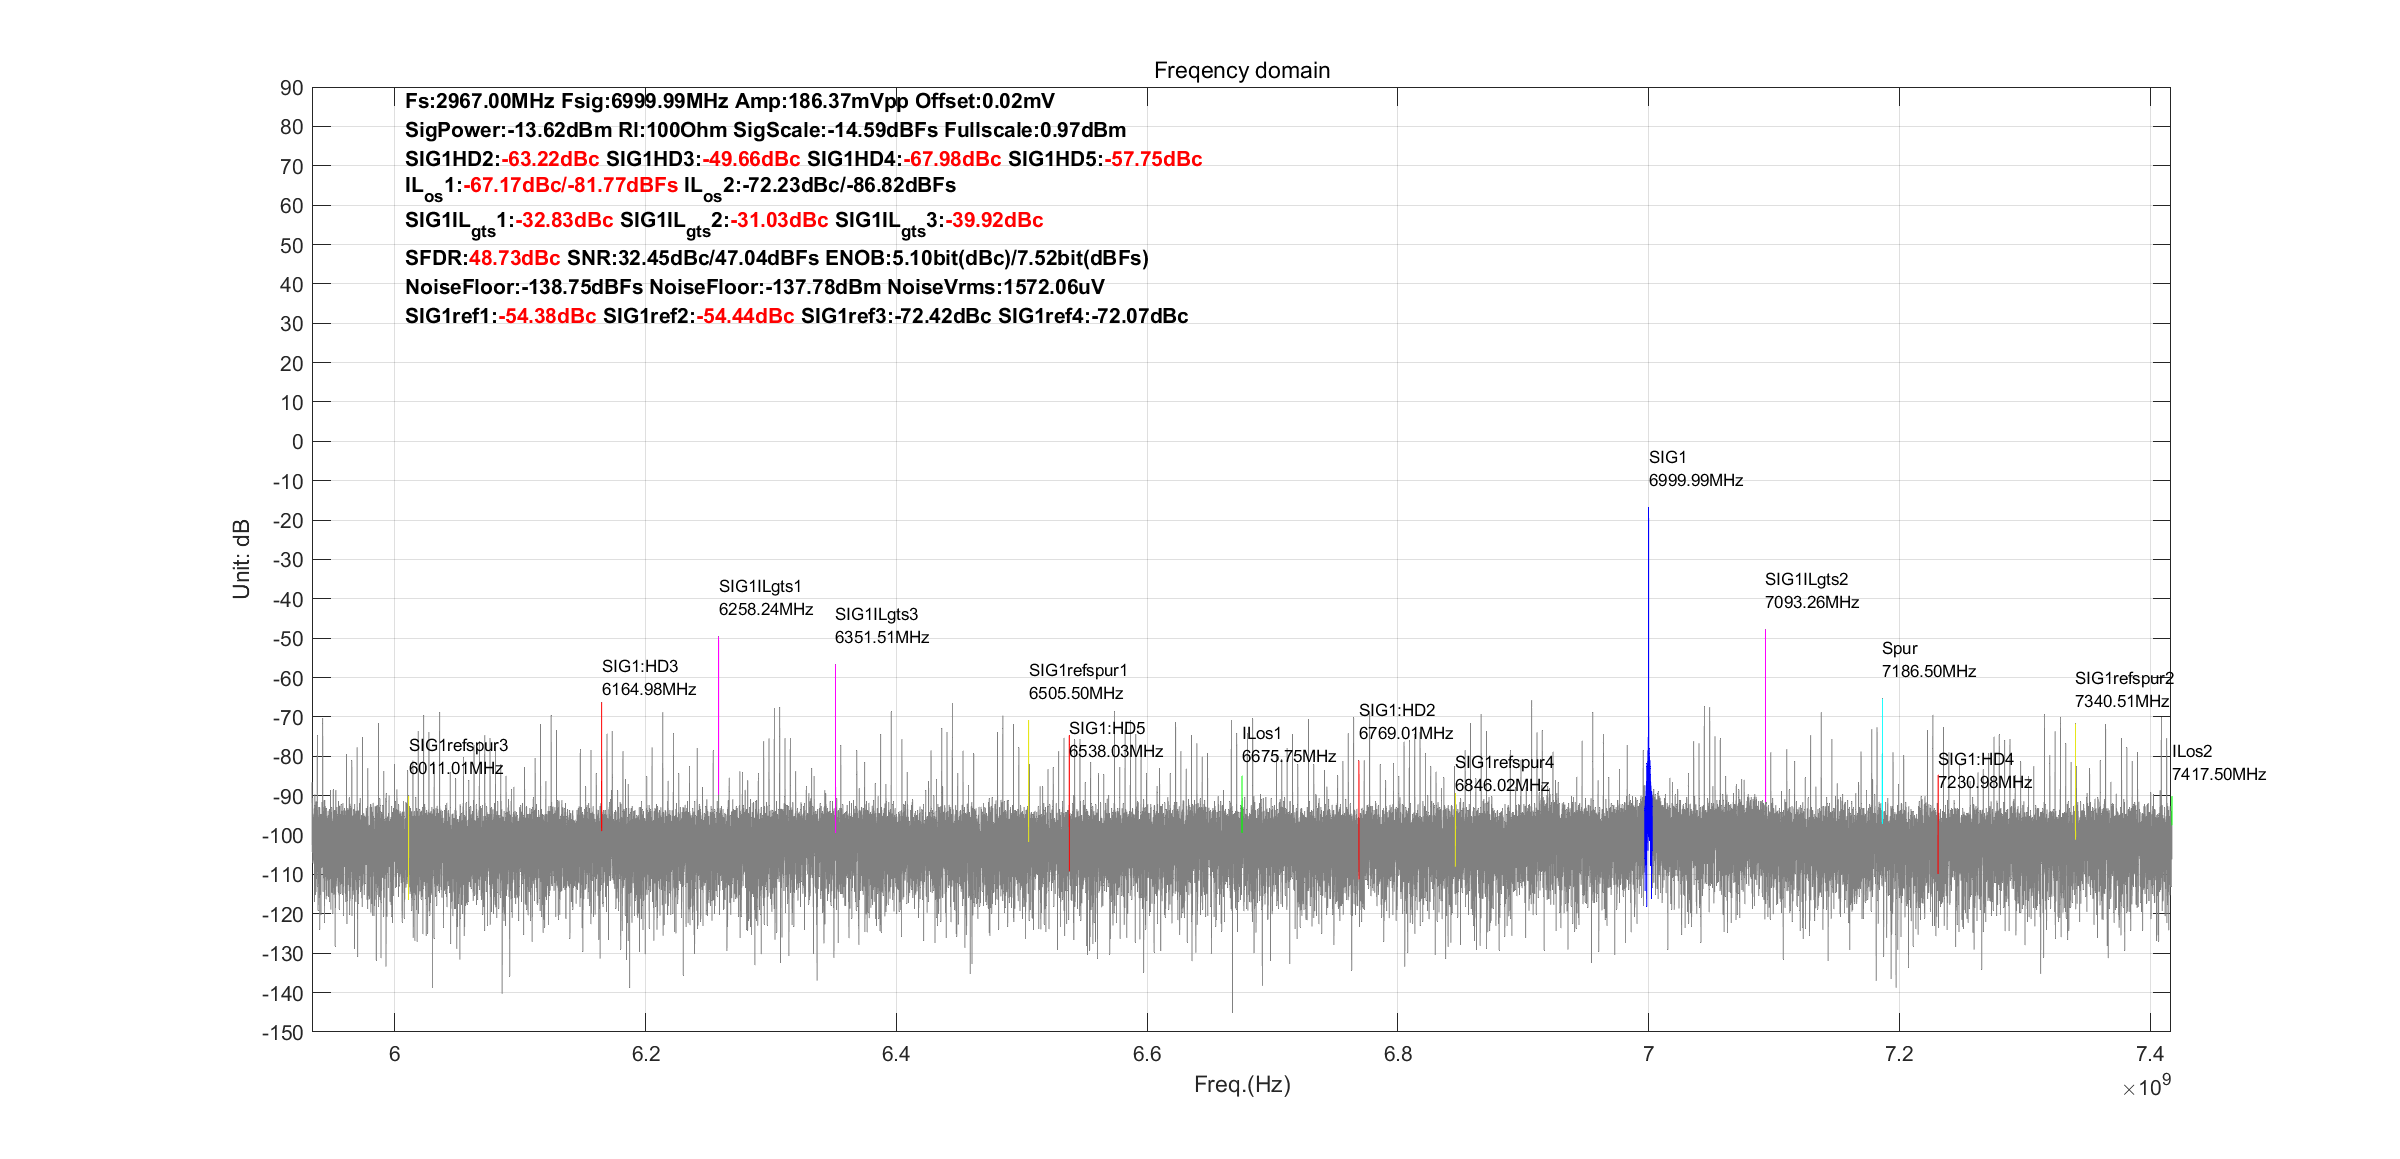 Freqency domain
Fs:2967.00MHz Fsig:6999.99MHz Amp:186.37mVpp Offset:0.02mV
SigPower:-13.62dBm Rl:100Ohm SigScale:-14.59dBFs Fullscale:0.97dBm
SIG1HD2:-63.22dBc SIG1HD3:-49.66dBc SIG1HD4:-67.98dBc SIG1HD5:-57.75dBc
ILos1:-67.17dBc/-81.77dBFs ILos2:-72.23dBc/-86.82dBFs
SIG1ILgts1:-32.83dBc SIG1ILgts2:-31.03dBc SIG1ILgts3:-39.92dBc
SFDR:48.73dBc SNR:32.45dBc/47.04dBFs ENOB:5.10bit(dBc)/7.52bit(dBFs)
NoiseFloor:-138.75dBFs NoiseFloor:-137.78dBm NoiseVrms:1572.06uV
SIG1ref1:-54.38dBc SIG1ref2:-54.44dBc SIG1ref3:-72.42dBc SIG1ref4:-72.07dBc
90
80
70
60
50
40
30
20
10
0
-10
-20
-30
-40
-50
-60
-70
-80
-90
-100
-110
-120
-130
-140
-150
Unit: dB
SIG1refspur3
6011.01MHz
SIG1:HD3
6164.98MHz
SIG1ILgts1
6258.24MHz
SIG1ILgts3
6351.51MHz
SIG1refspur1
6505.50MHz
SIG1:HD5
6538.03MHz
ILos1
6675.75MHz
SIG1:HD2
6769.01MHz
SIG1refspur4
6846.02MHz
SIG1
6999.99MHz
SIG1ILgts2
7093.26MHz
Spur
7186.50MHz
SIG1:HD4
7230.98MHz
SIG1refspur2
7340.51MHz
ILos2
7417.50MHz
6 6.2 6.4 6.6 6.8 7 7.2 7.4
Freq.(Hz)
×10^9